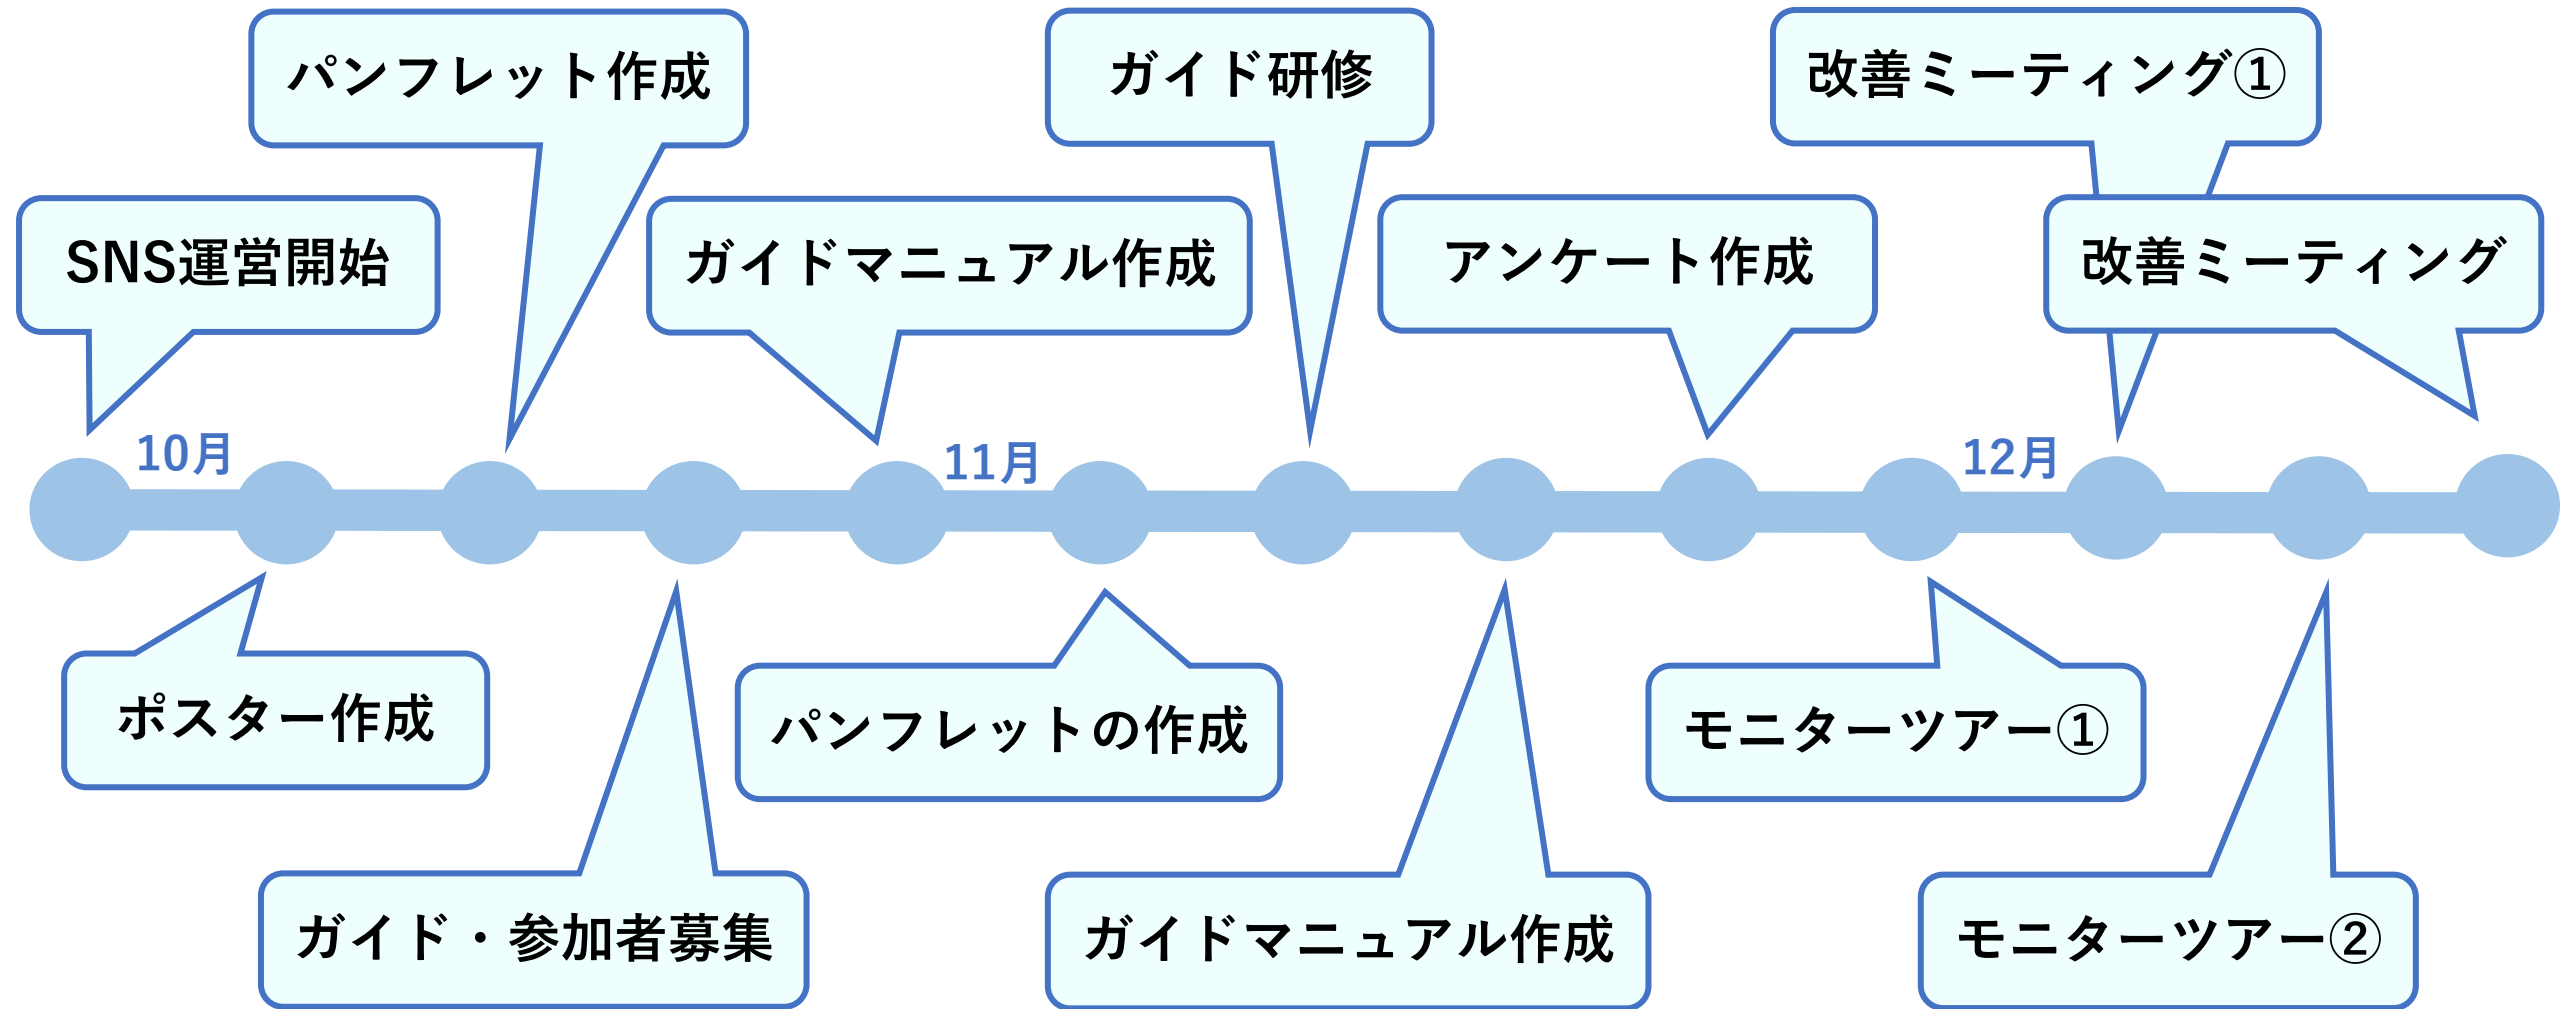 パンフレット作成
ガイド研修
改善ミーティング①
SNS運営開始
ガイドマニュアル作成
アンケート作成
改善ミーティング
10月
11月
12月
ポスター作成
パンフレットの作成
モニターツアー①
ガイド・参加者募集
ガイドマニュアル作成
モニターツアー②